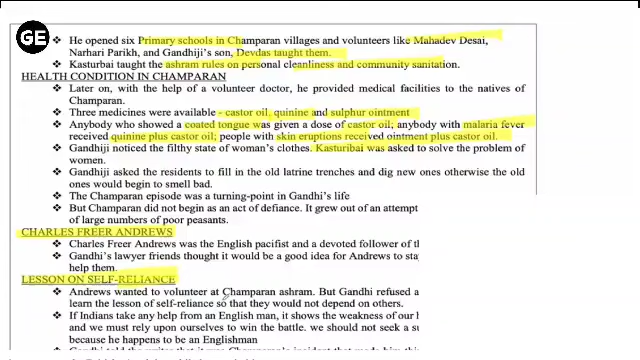 GE
❖ He opened six Primary schools in Champaran villages and volunteers like Mahadev Desai,
Narhari Parikh, and Gandhiji's son, Devdas taught them.
❖ Kasturbai taught the ashram rules on personal cleanliness and community sanitation.
HEALTH CONDITION IN CHAMPARAN
❖ Later on, with the help of a volunteer doctor, he provided medical facilities to the natives of
Champaran.
❖ Three medicines were available - castor oil, quinine and sulphur ointment
❖ Anybody who showed a coated tongue was given a dose of castor oil; anybody with malaria fever
received quinine plus castor oil; people with skin eruptions received ointment plus castor oil.
❖ Gandhiji noticed the filthy state of woman's clothes. Kasturibai was asked to solve the problem of
women.
❖ Gandhiji asked the residents to fill in the old latrine trenches and dig new ones otherwise the old
ones would begin to smell bad.
❖ The Champaran episode was a turning-point in Gandhi's life
❖ But Champaran did not begin as an act of defiance. It grew out of an attempt
of large numbers of poor peasants.
CHARLES FREER ANDREWS
❖ Charles Freer Andrews was the English pacifist and a devoted follower of
❖ Gandhi's lawyer friends thought it would be a good idea for Andrews to
help them.
LESSON ON SELF-RELIANCE
❖ Andrews wanted to volunteer at Champaran ashram. But Gandhi refused a
learn the lesson of self-reliance so that they would not depend on others.
❖ If Indians take any help from an English man, it shows the weakness of our
and we must rely upon ourselves to win the battle. we should not seek a
because he happens to be an Englishman